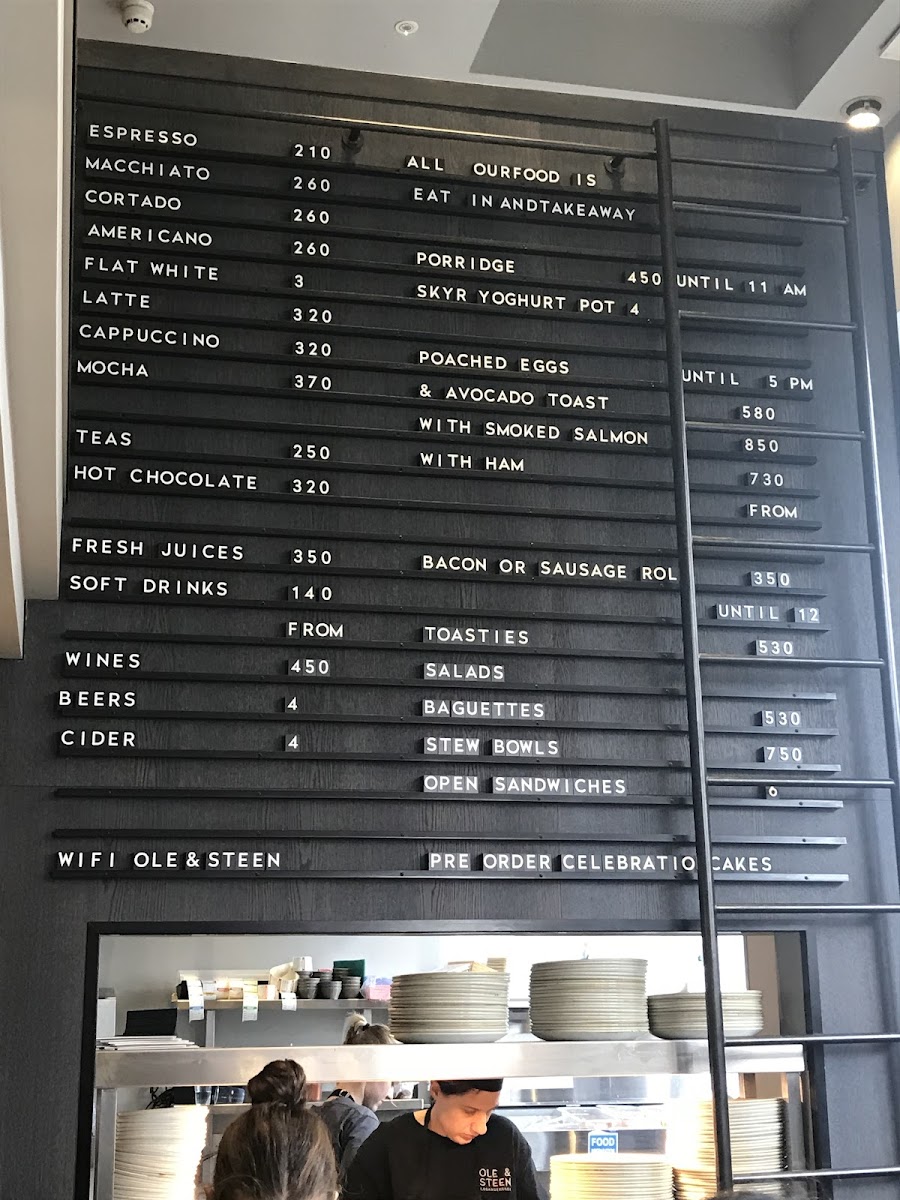 ESPRESSO 210
MACCHIATO 260
CORTADO 260
AMERICANO 260
FLAT WHITE 3
LATTE 320
CAPPUCCINO 320
MOCHA 370
TEAS 250
HOT CHOCOLATE 320
FRESH JUICES 350
SOFT DRINKS 140
FROM
WINES 450
BEERS 4
CIDER 4
WIFI OLE & STEEN
ALL OURFOOD IS
EAT IN ANDTAKEAWAY
PORRIDGE 450 UNTIL 11 AM
SKYR YOGHURT POT 4
POACHED EGGS UNTIL 5 PM
& AVOCADO TOAST 580
WITH SMOKED SALMON 850
WITH HAM 730
FROM
BACON OR SAUSAGE ROL 350
UNTIL 12
TOASTIES 530
SALADS
BAGUETTES 530
STEW BOWLS 750
OPEN SANDWICHES 6
PRE ORDER CELEBRATIO CAKES
FOOD
OLE &
STEEN